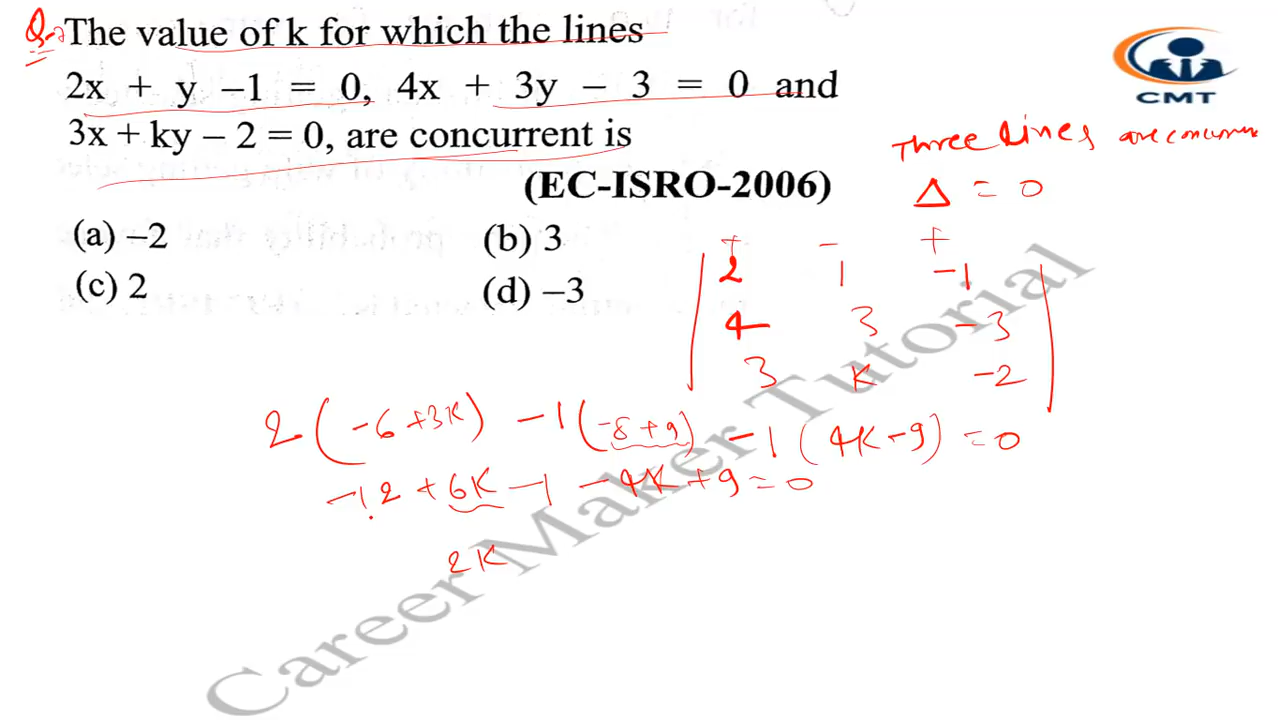 Q→ The value of k for which the lines
2x + y –1 = 0, 4x + 3y – 3 = 0 and
3x + ky – 2 = 0, are concurrent is
(EC-ISRO-2006)
(a) –2
(b) 3
(c) 2
(d) –3
CMT
Three Lines are concurren
Δ = 0
+ - +
2 1 -1
4 3 -3
3 k -2
2(-6+3k) -1(-8+9) -1(4k-9) = 0
-12 + 6k -1 -4k +9 = 0
2k
Career Maker Tutorial